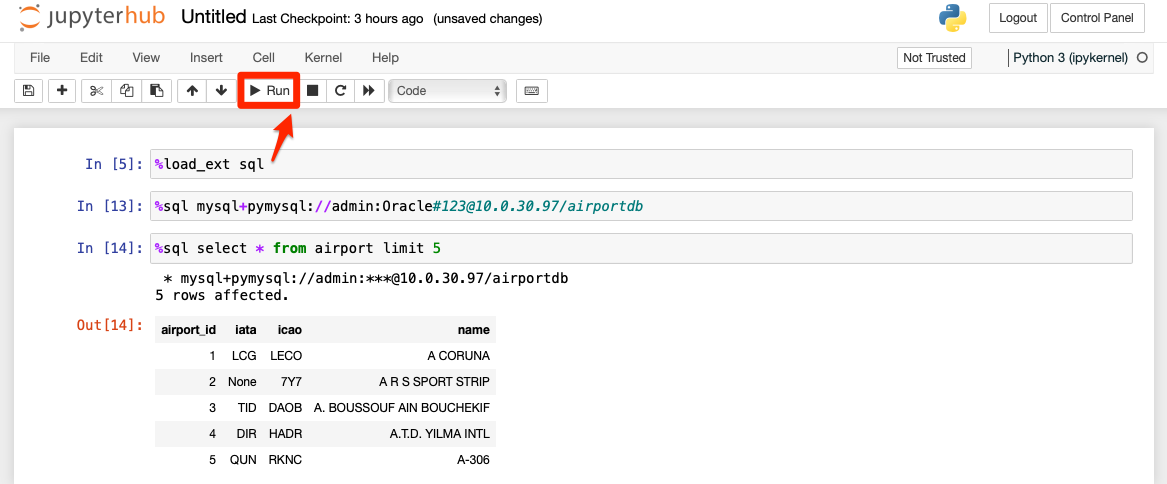 jupyterhub Untitled Last Checkpoint: 3 hours ago (unsaved changes) Logout Control Panel
File Edit View Insert Cell Kernel Help Not Trusted Python 3 (ipykernel)
Run Code
In [5]: %load_ext sql
In [13]: %sql mysql+pymysql://admin:Oracle#123@10.0.30.97/airportdb
In [14]: %sql select * from airport limit 5
* mysql+pymysql://admin:***@10.0.30.97/airportdb
5 rows affected.
Out[14]:
airport_id iata icao name
1 LCG LECO A CORUNA
2 None 7Y7 A R S SPORT STRIP
3 TID DAOB A. BOUSSOUF AIN BOUCHEKIF
4 DIR HADR A.T.D. YILMA INTL
5 QUN RKNC A-306